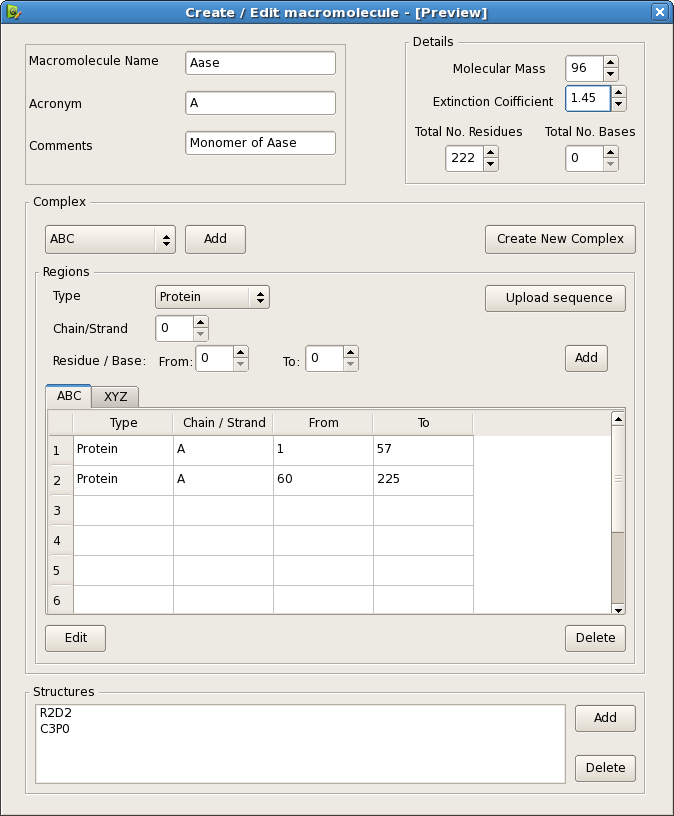 Create / Edit macromolecule - [Preview]
Macromolecule Name Aase
Acronym A
Comments Monomer of Aase
Details
Molecular Mass 96
Extinction Coifficient 1.45
Total No. Residues Total No. Bases
222 0
Complex
ABC Add Create New Complex
Regions
Type Protein Upload sequence
Chain/Strand 0
Residue / Base: From: 0 To: 0 Add
ABC XYZ
Type Chain / Strand From To
1 Protein A 1 57
2 Protein A 60 225
3
4
5
6
Edit Delete
Structures
R2D2
C3P0
Add
Delete